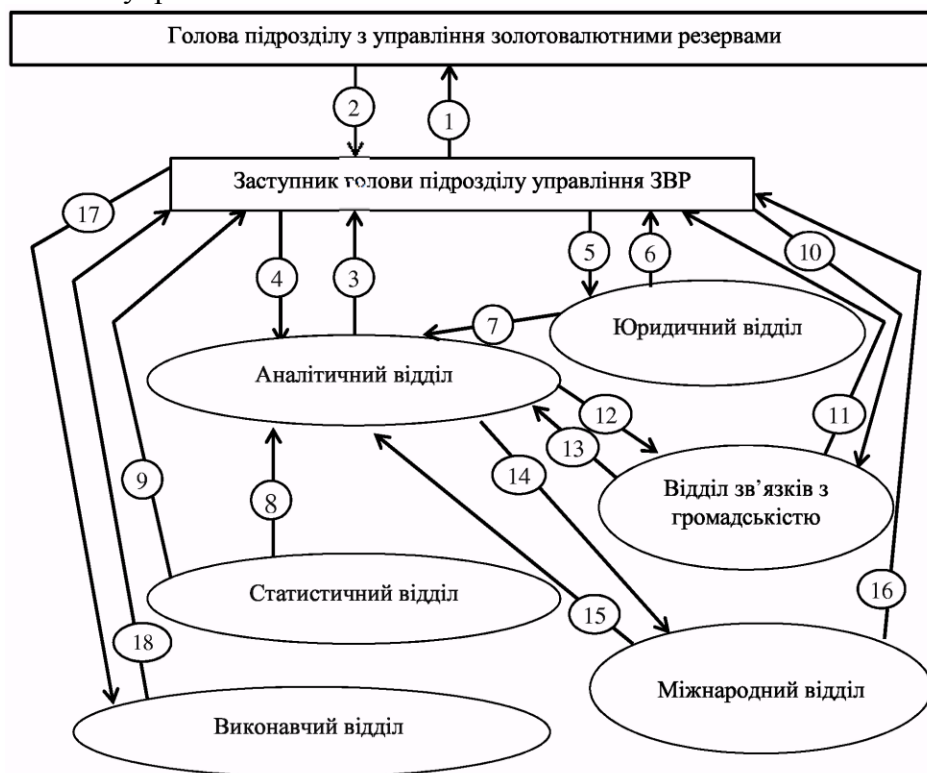 Голова підрозділу з управління золотовалютними резервами
2
1
Заступник голови підрозділу управління ЗВР
17
4
3
5
6
10
7
Юридичний відділ
Аналітичний відділ
12
11
13
14
9
8
Відділ зв’язків з
громадськістю
Статистичний відділ
15
16
18
Міжнародний відділ
Виконавчий відділ